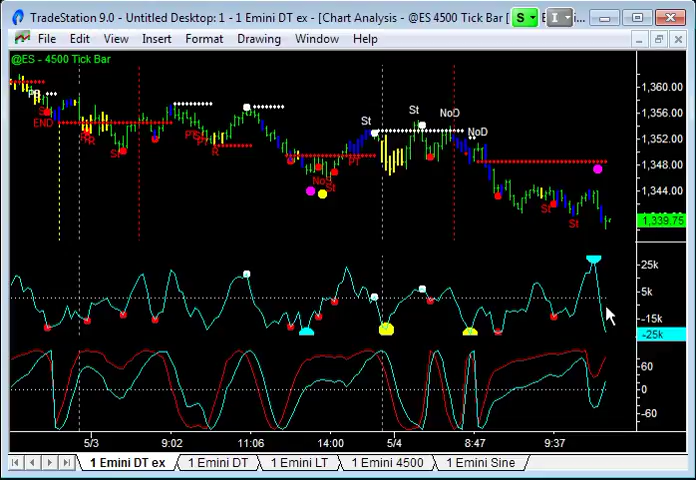 TradeStation 9.0 - Untitled Desktop: 1 - 1 Emini DT ex - [Chart Analysis - @ES 4500 Tick Bar [
S
I
File Edit View Insert Format Drawing Window Help
@ES - 4500 Tick Bar
1,360.00
1,356.00
1,352.00
1,348.00
1,344.00
1,339.75
PB
END
R
St
PT
R
St
PT
No
St
St
NoD
NoD
St
St
25k
5k
-15k
-25k
60
0
-60
5/3 9:02 11:06 14:00 5/4 8:47 9:37
1 Emini DT ex 1 Emini DT 1 Emini LT 1 Emini 4500 1 Emini Sine